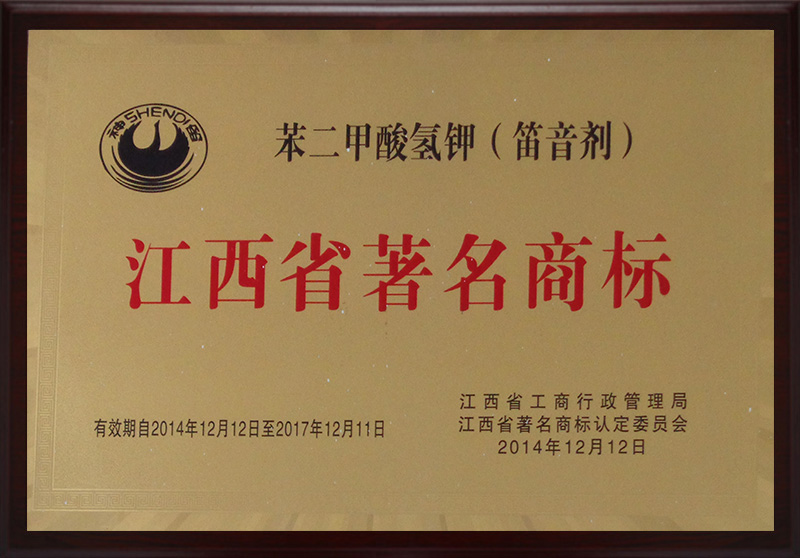 神SHENDI笛
苯二甲酸氢钾（笛音剂）
江西省著名商标
有效期自2014年12月12日至2017年12月11日
江西省工商行政管理局
江西省著名商标认定委员会
2014年12月12日